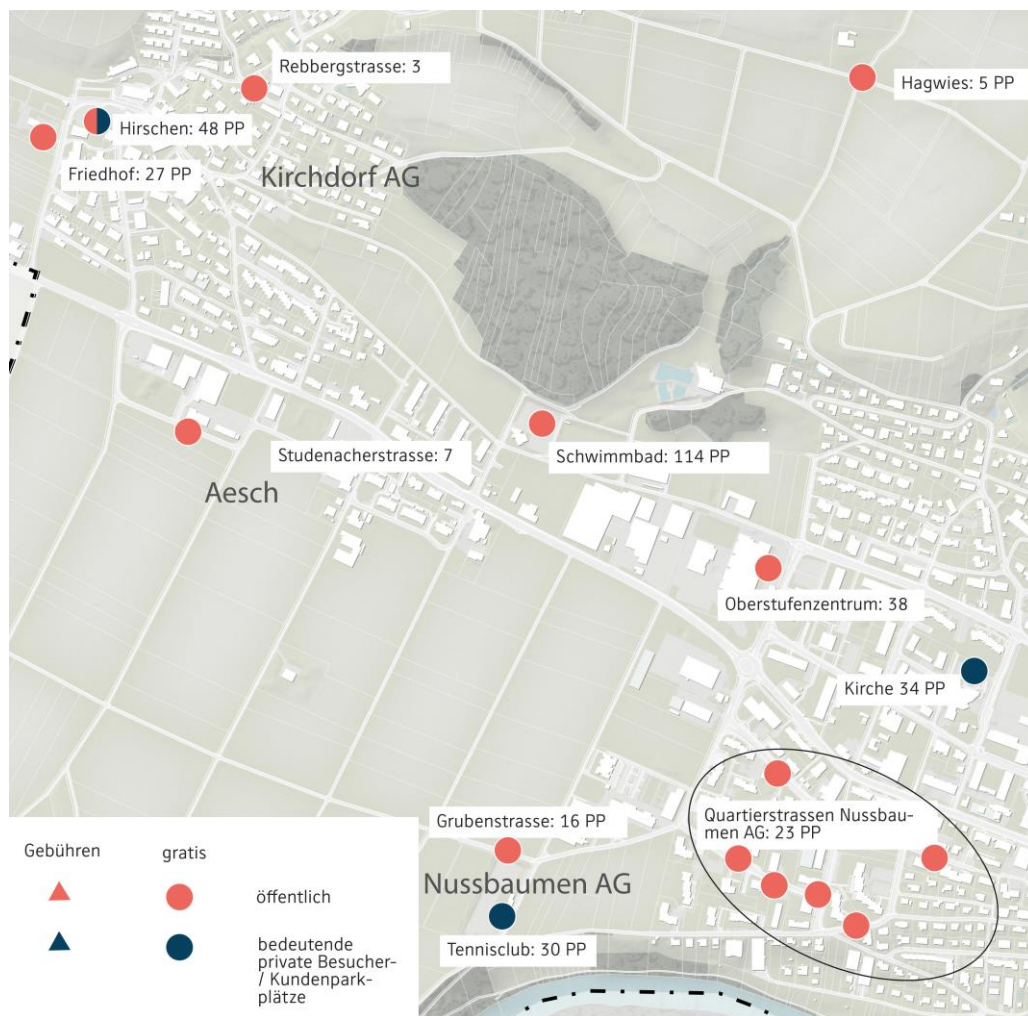 Rebbergstrasse: 3
Hagwies: 5 PP
Hirschen: 48 PP
Friedhof: 27 PP
Kirchdorf AG
Studenacherstrasse: 7
Schwimmbad: 114 PP
Aesch
Oberstufenzentrum: 38
Kirche 34 PP
Grubenstrasse: 16 PP
Quartierstrassen Nussbau-
men AG: 23 PP
Nussbaumen AG
Tennisclub: 30 PP
Gebühren
gratis
öffentlich
bedeutende
private Besucher-
/ Kundenpark-
plätze